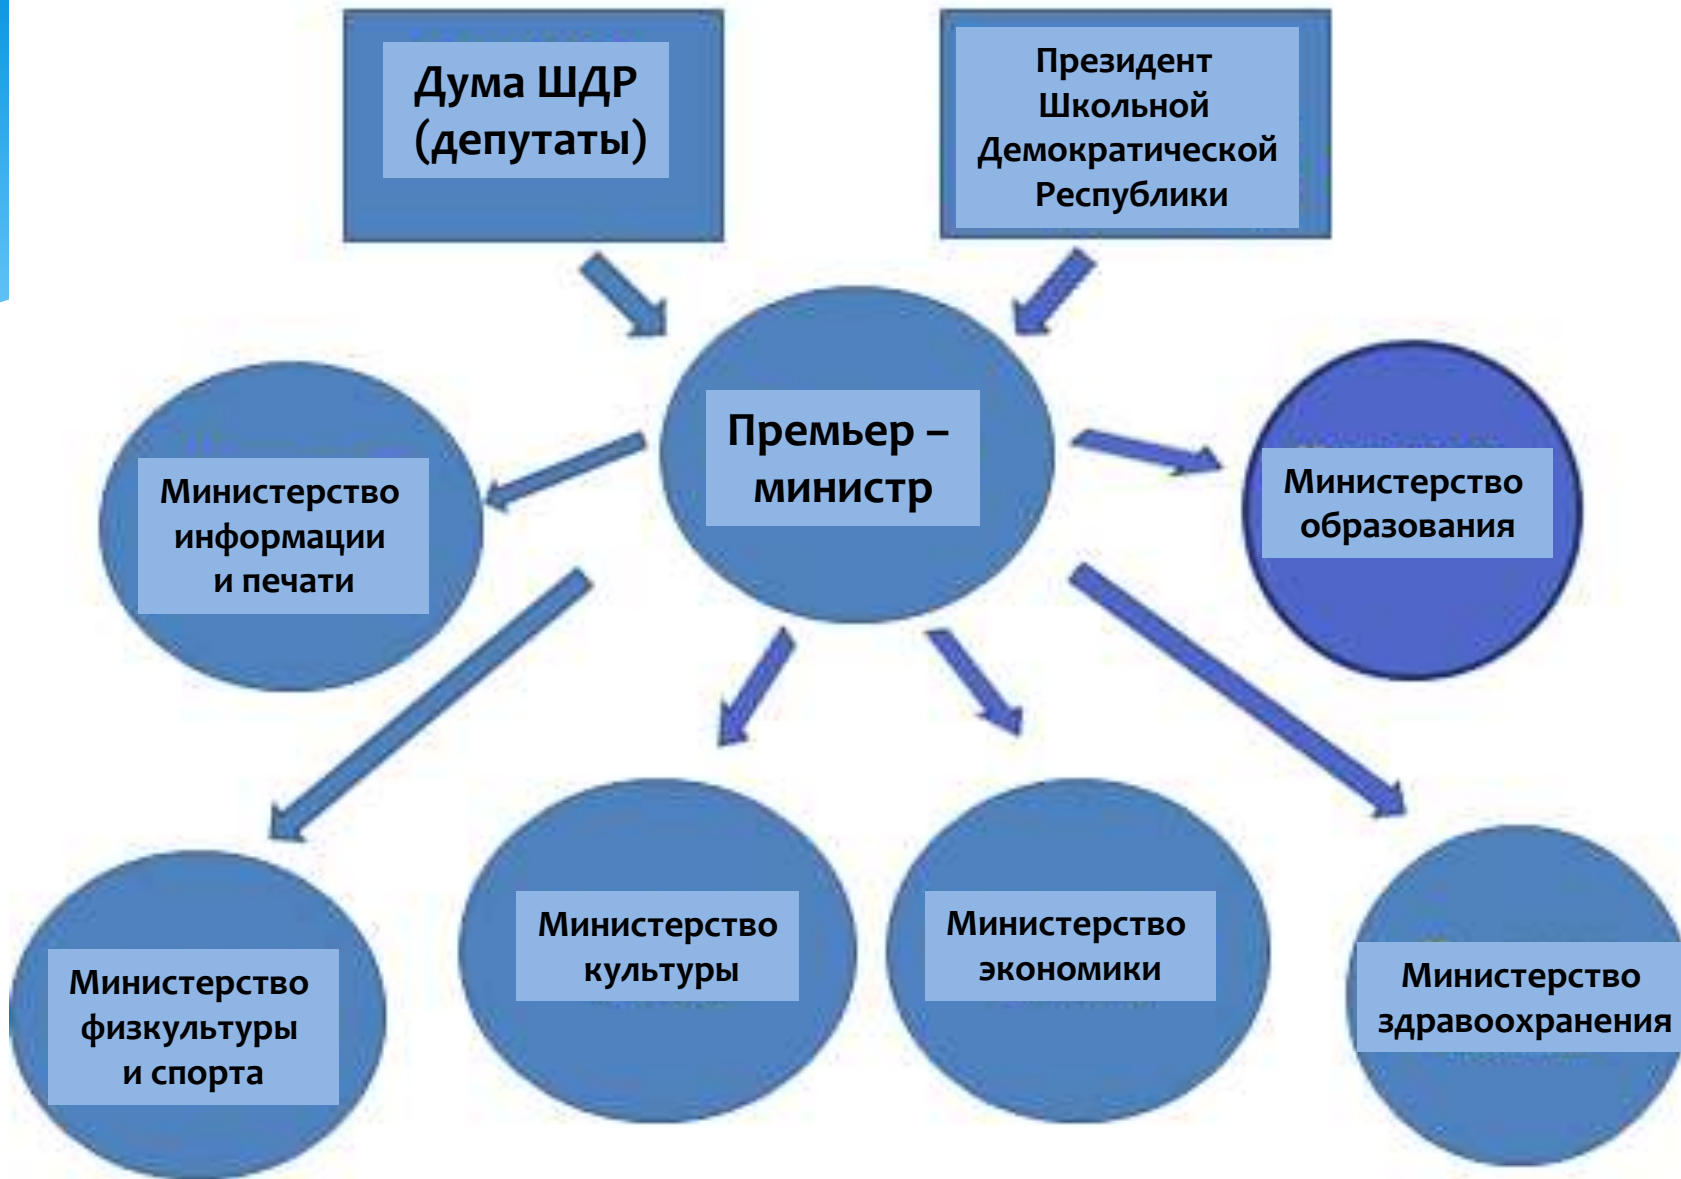 Дума ШДР
(депутаты)
Президент
Школьной
Демократической
Республики
Премьер –
министр
Министерство
информации
и печати
Министерство
образования
Министерство
физкультуры
и спорта
Министерство
культуры
Министерство
экономики
Министерство
здравоохранения